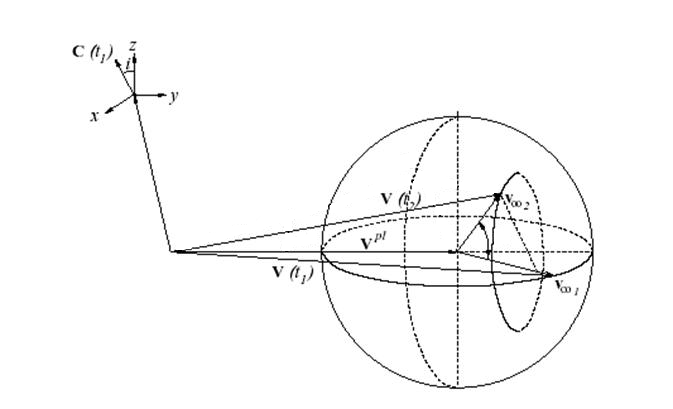 C (t1)
z
i
x
y
V (t2)
v∞2
V^pl
V (t1)
v∞1